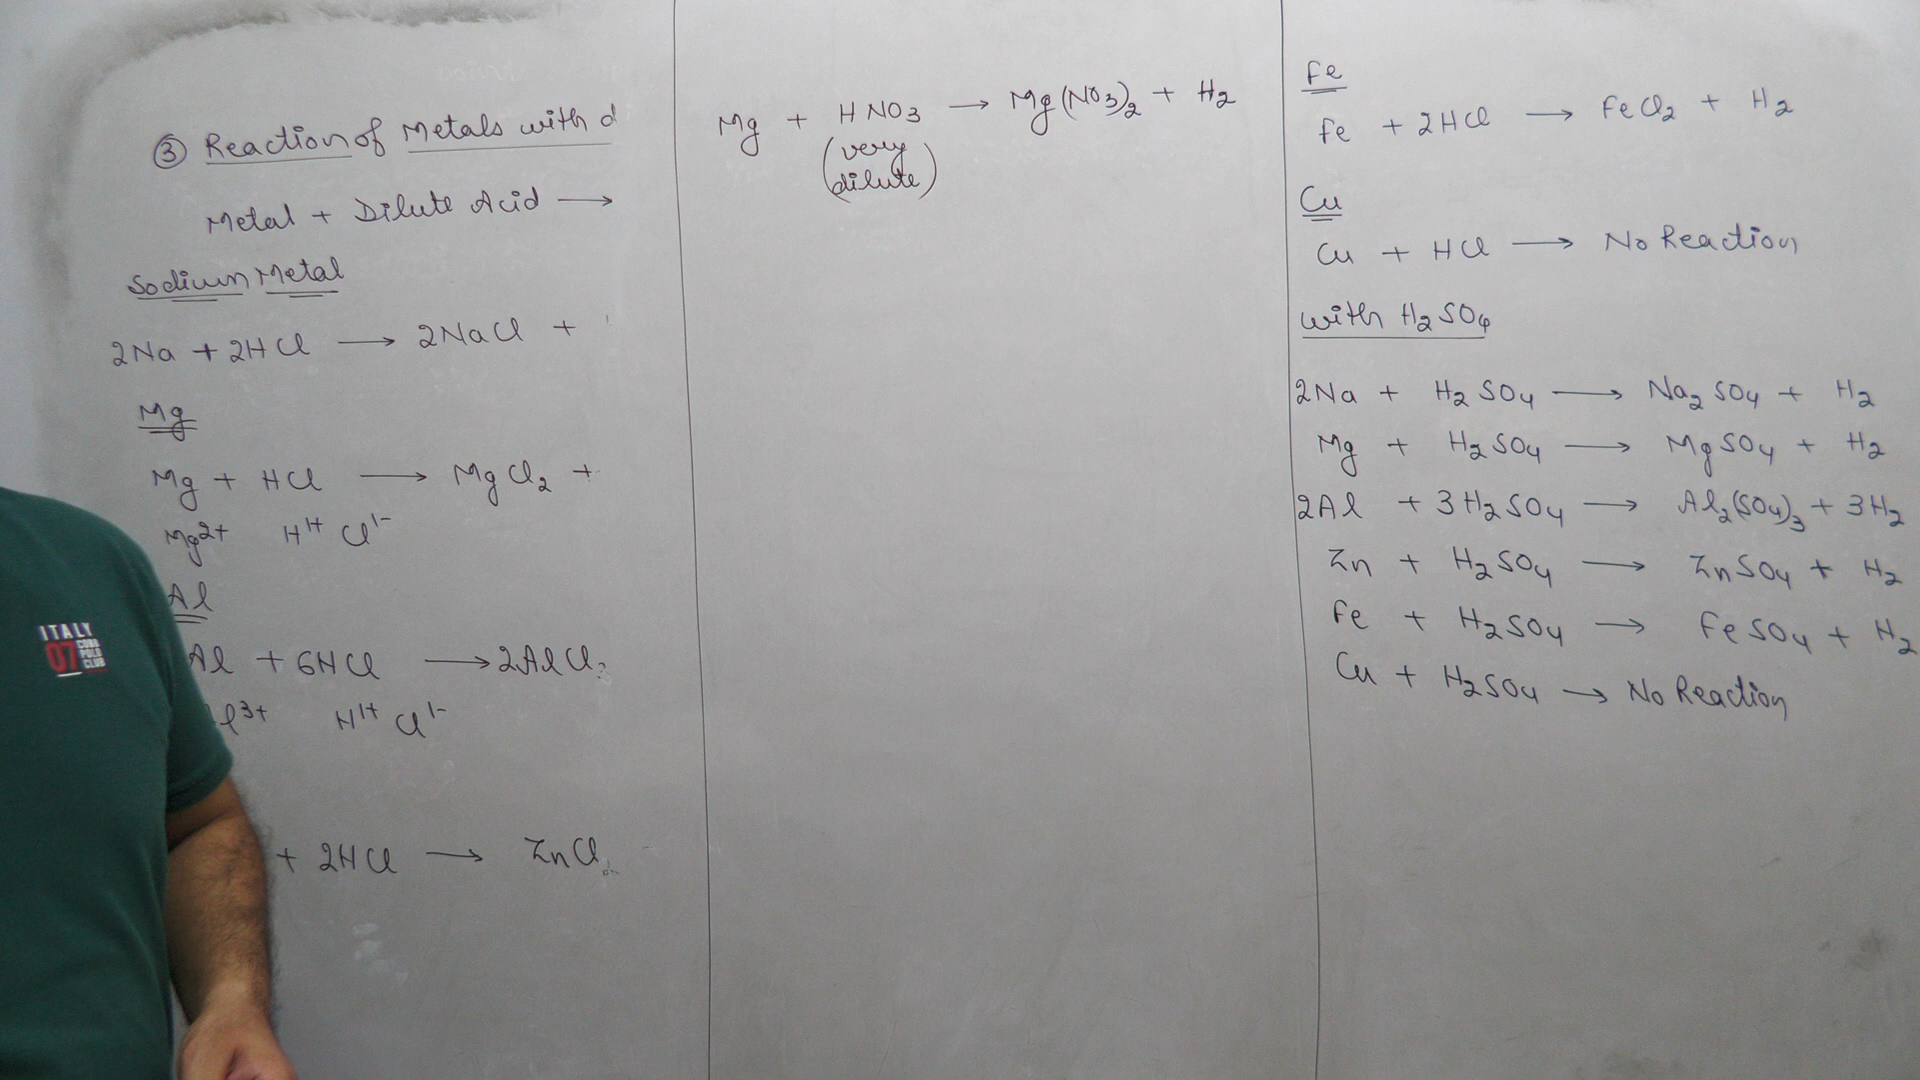 ③ Reaction of Metals with d
Metal + Dilute Acid →
Sodium Metal
2Na + 2HCl → 2NaCl +
Mg
Mg + HCl → MgCl₂ +
Mg²⁺ H¹⁺ Cl¹⁻
Al
Al + 6HCl → 2AlCl₃
l³⁺ H¹⁺ Cl¹⁻
+ 2HCl → ZnCl₂
ITALY
07 CUBA POLO CLUB
Mg + HNO₃ → Mg(NO₃)₂ + H₂
(very
dilute)
Fe
Fe + 2HCl → FeCl₂ + H₂
Cu
Cu + HCl → No Reaction
with H₂SO₄
2Na + H₂SO₄ → Na₂SO₄ + H₂
Mg + H₂SO₄ → MgSO₄ + H₂
2Al + 3H₂SO₄ → Al₂(SO₄)₃ + 3H₂
Zn + H₂SO₄ → ZnSO₄ + H₂
Fe + H₂SO₄ → FeSO₄ + H₂
Cu + H₂SO₄ → No Reaction